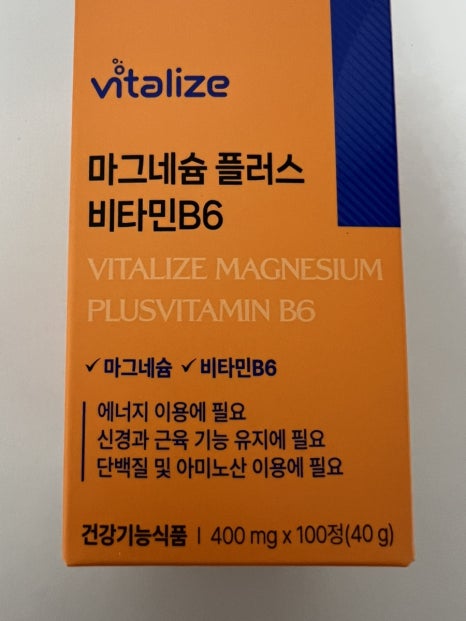 vitalize
마그네슘 플러스
비타민B6
VITALIZE MAGNESIUM
PLUSVITAMIN B6
✓마그네슘 ✓비타민B6
에너지 이용에 필요
신경과 근육 기능 유지에 필요
단백질 및 아미노산 이용에 필요
건강기능식품 | 400 mg x 100정(40 g)